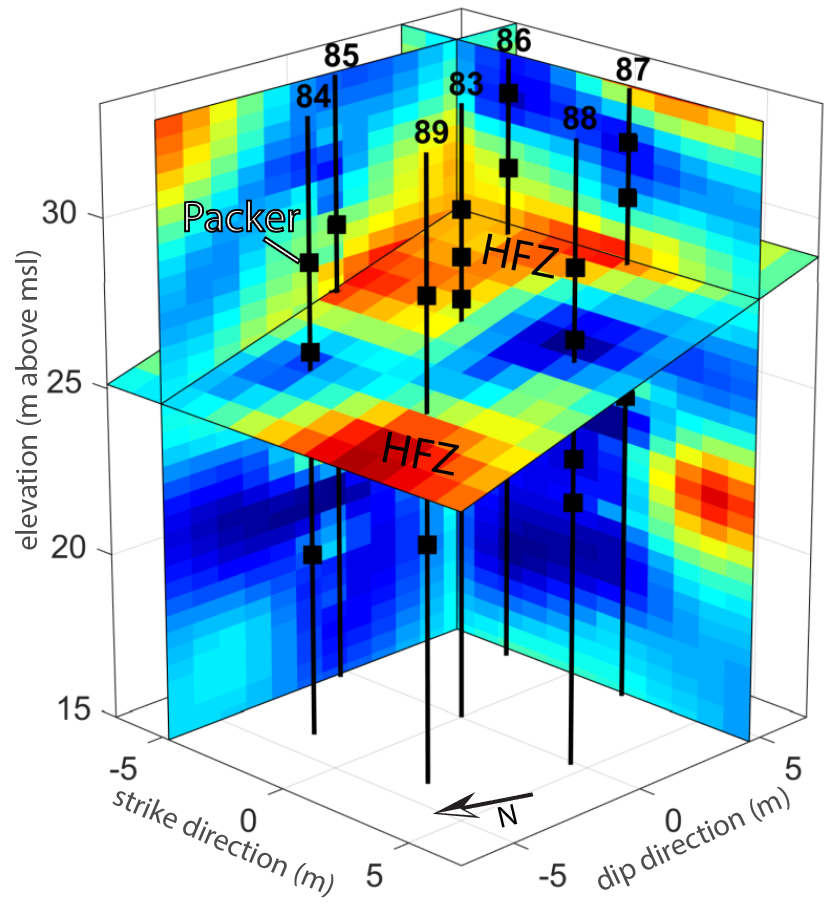 86
85
87
83
84
88
89
Packer
30
HFZ
elevation (m above msl)
25
HFZ
20
15
-5
5
N
0
0
strike direction (m)
dip direction (m)
5
-5